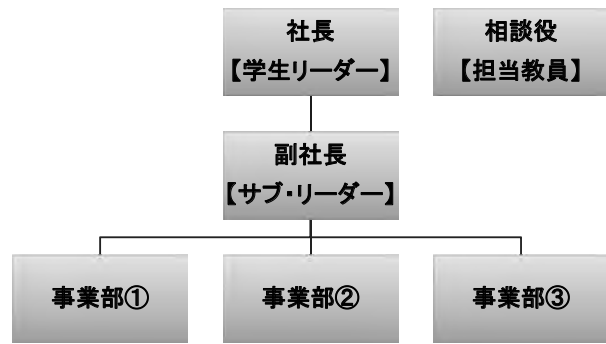 社長
【学生リーダー】
相談役
【担当教員】
副社長
【サブ・リーダー】
事業部①
事業部②
事業部③